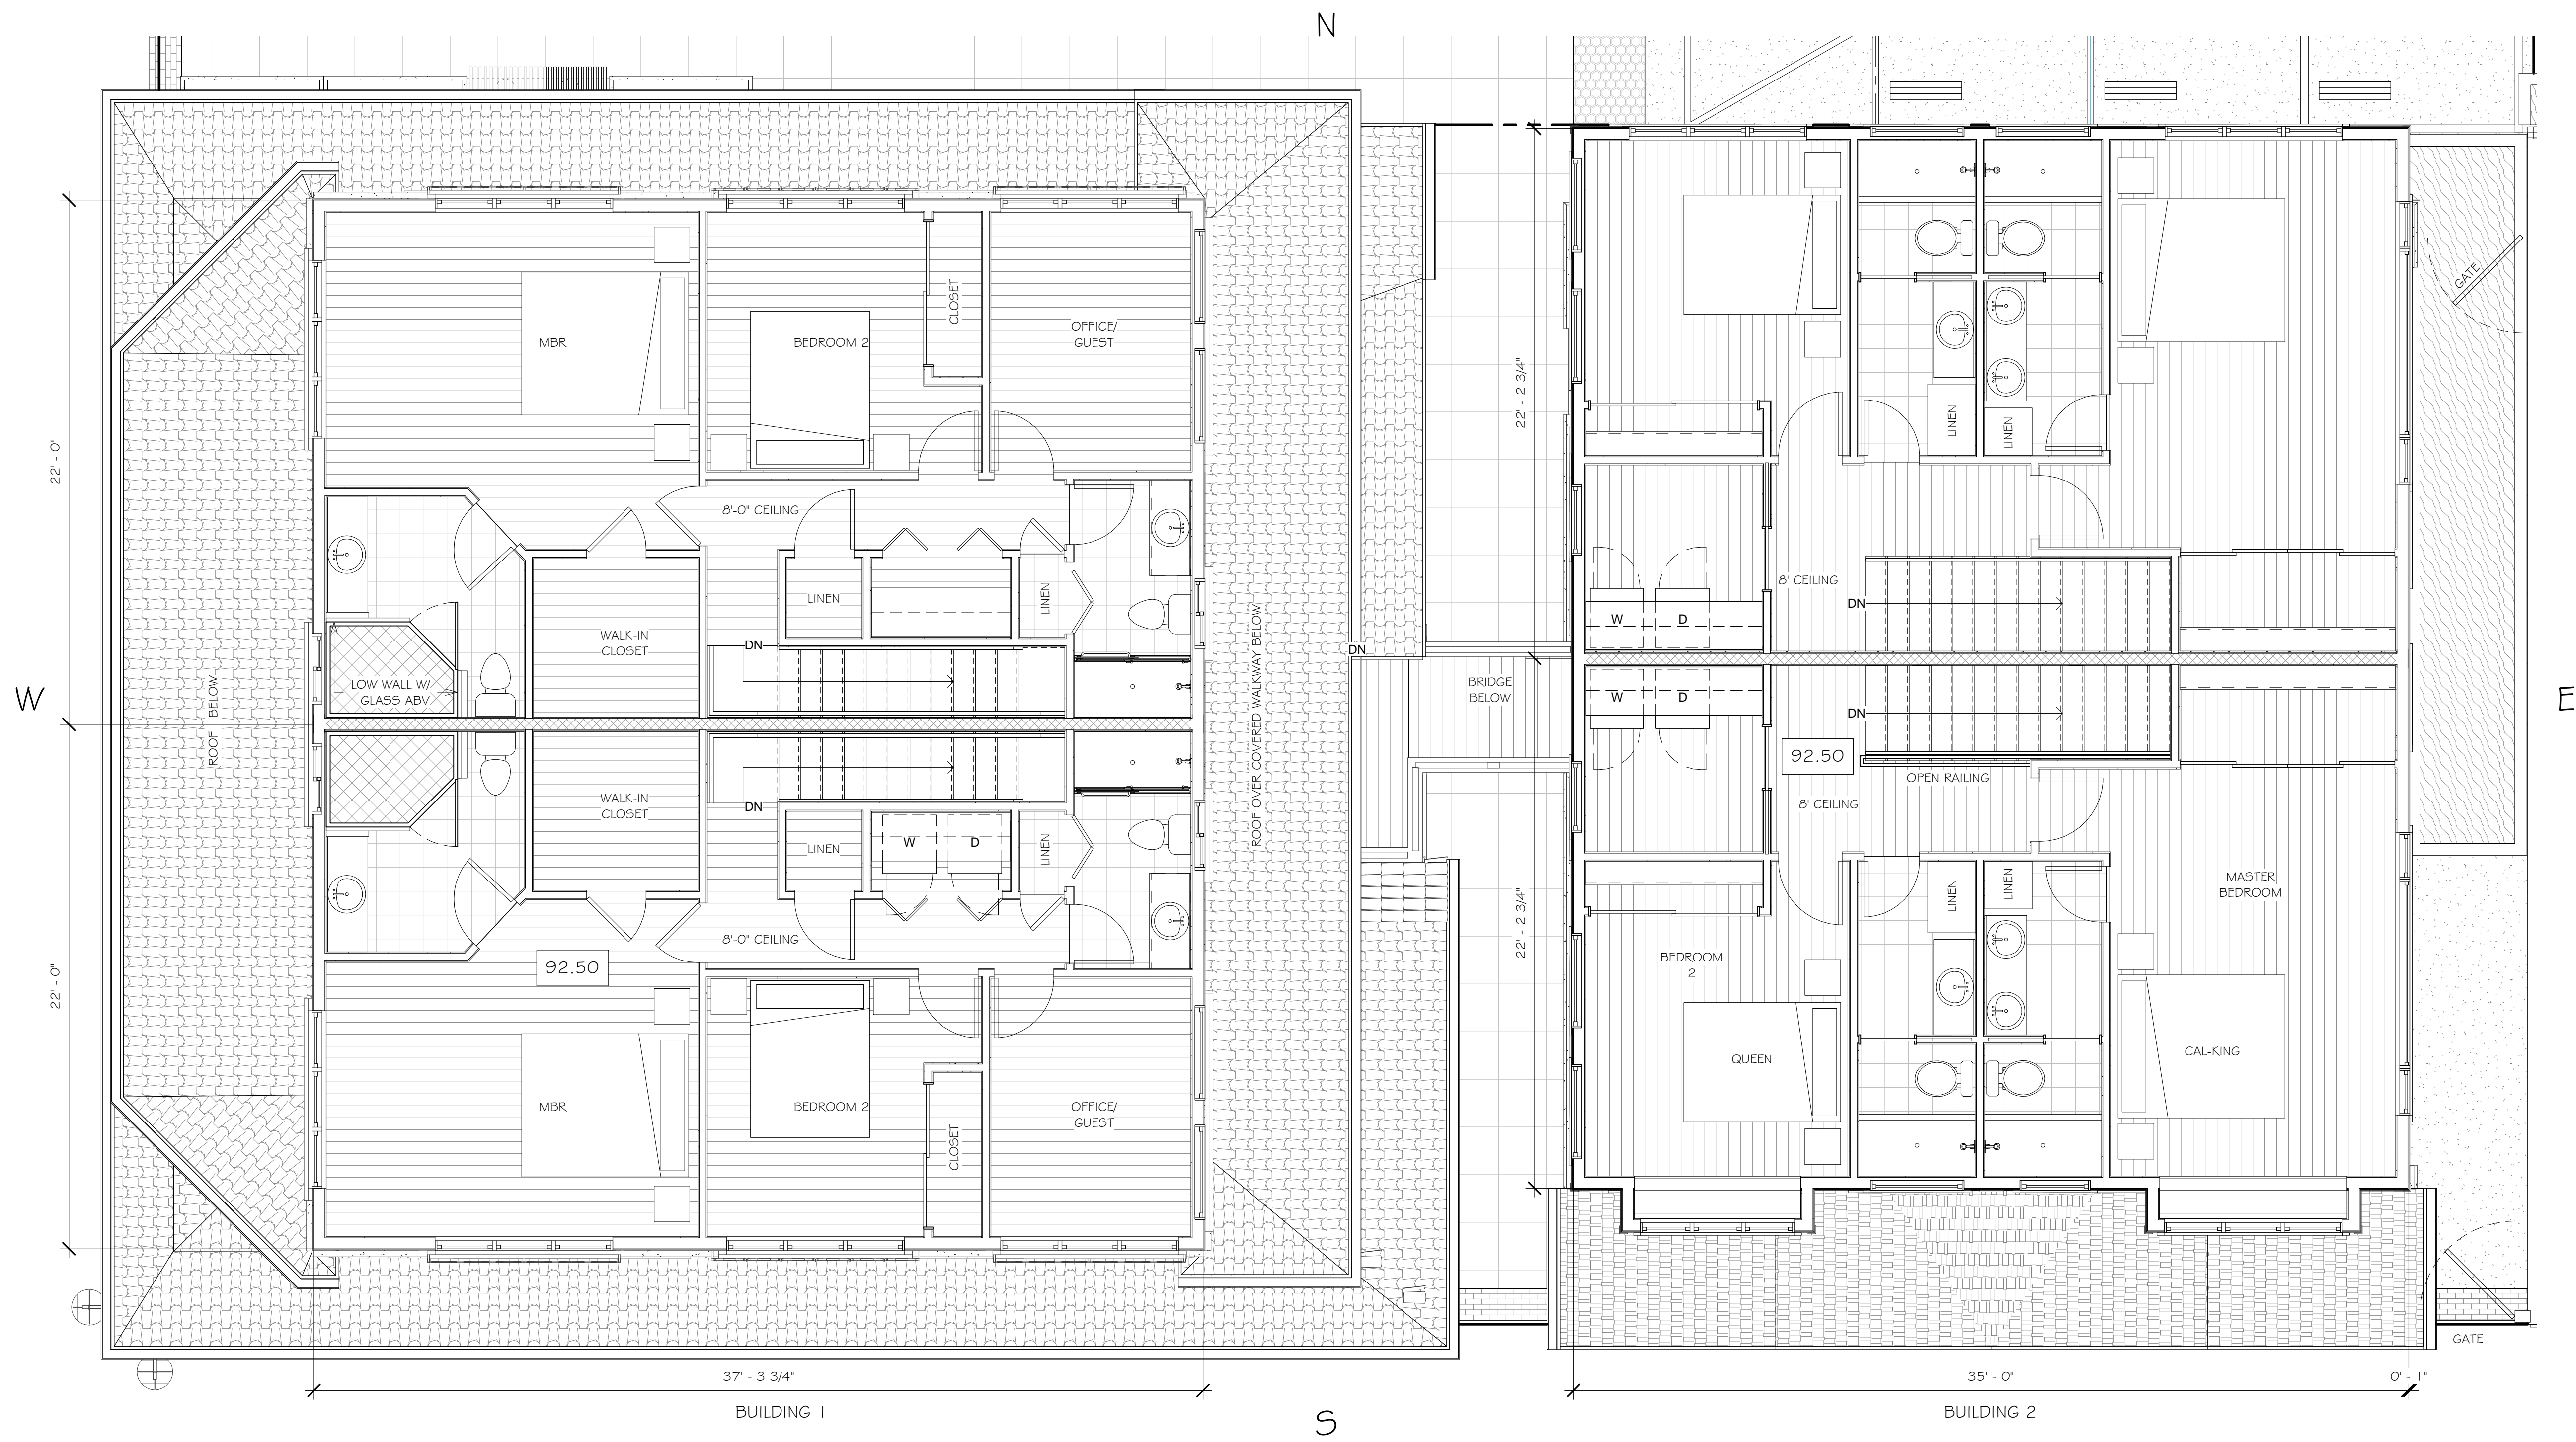 N
W
E
S
22' - 0"
22' - 0"
ROOF BELOW
MBR
BEDROOM 2
CLOSET
OFFICE/
GUEST
8'-0" CEILING
WALK-IN
CLOSET
LINEN
LINEN
DN
LOW WALL W/
GLASS ABV
ROOF OVER COVERED WALKWAY BELOW
WALK-IN
CLOSET
DN
LINEN
W
D
LINEN
8'-0" CEILING
92.50
MBR
BEDROOM 2
CLOSET
OFFICE/
GUEST
37' - 3 3/4"
BUILDING 1
DN
BRIDGE
BELOW
22' - 2 3/4"
22' - 2 3/4"
LINEN
LINEN
GATE
8' CEILING
DN
W
D
W
D
DN
92.50
OPEN RAILING
8' CEILING
LINEN
LINEN
MASTER
BEDROOM
BEDROOM
2
QUEEN
CAL-KING
GATE
35' - 0"
0' - 1"
BUILDING 2